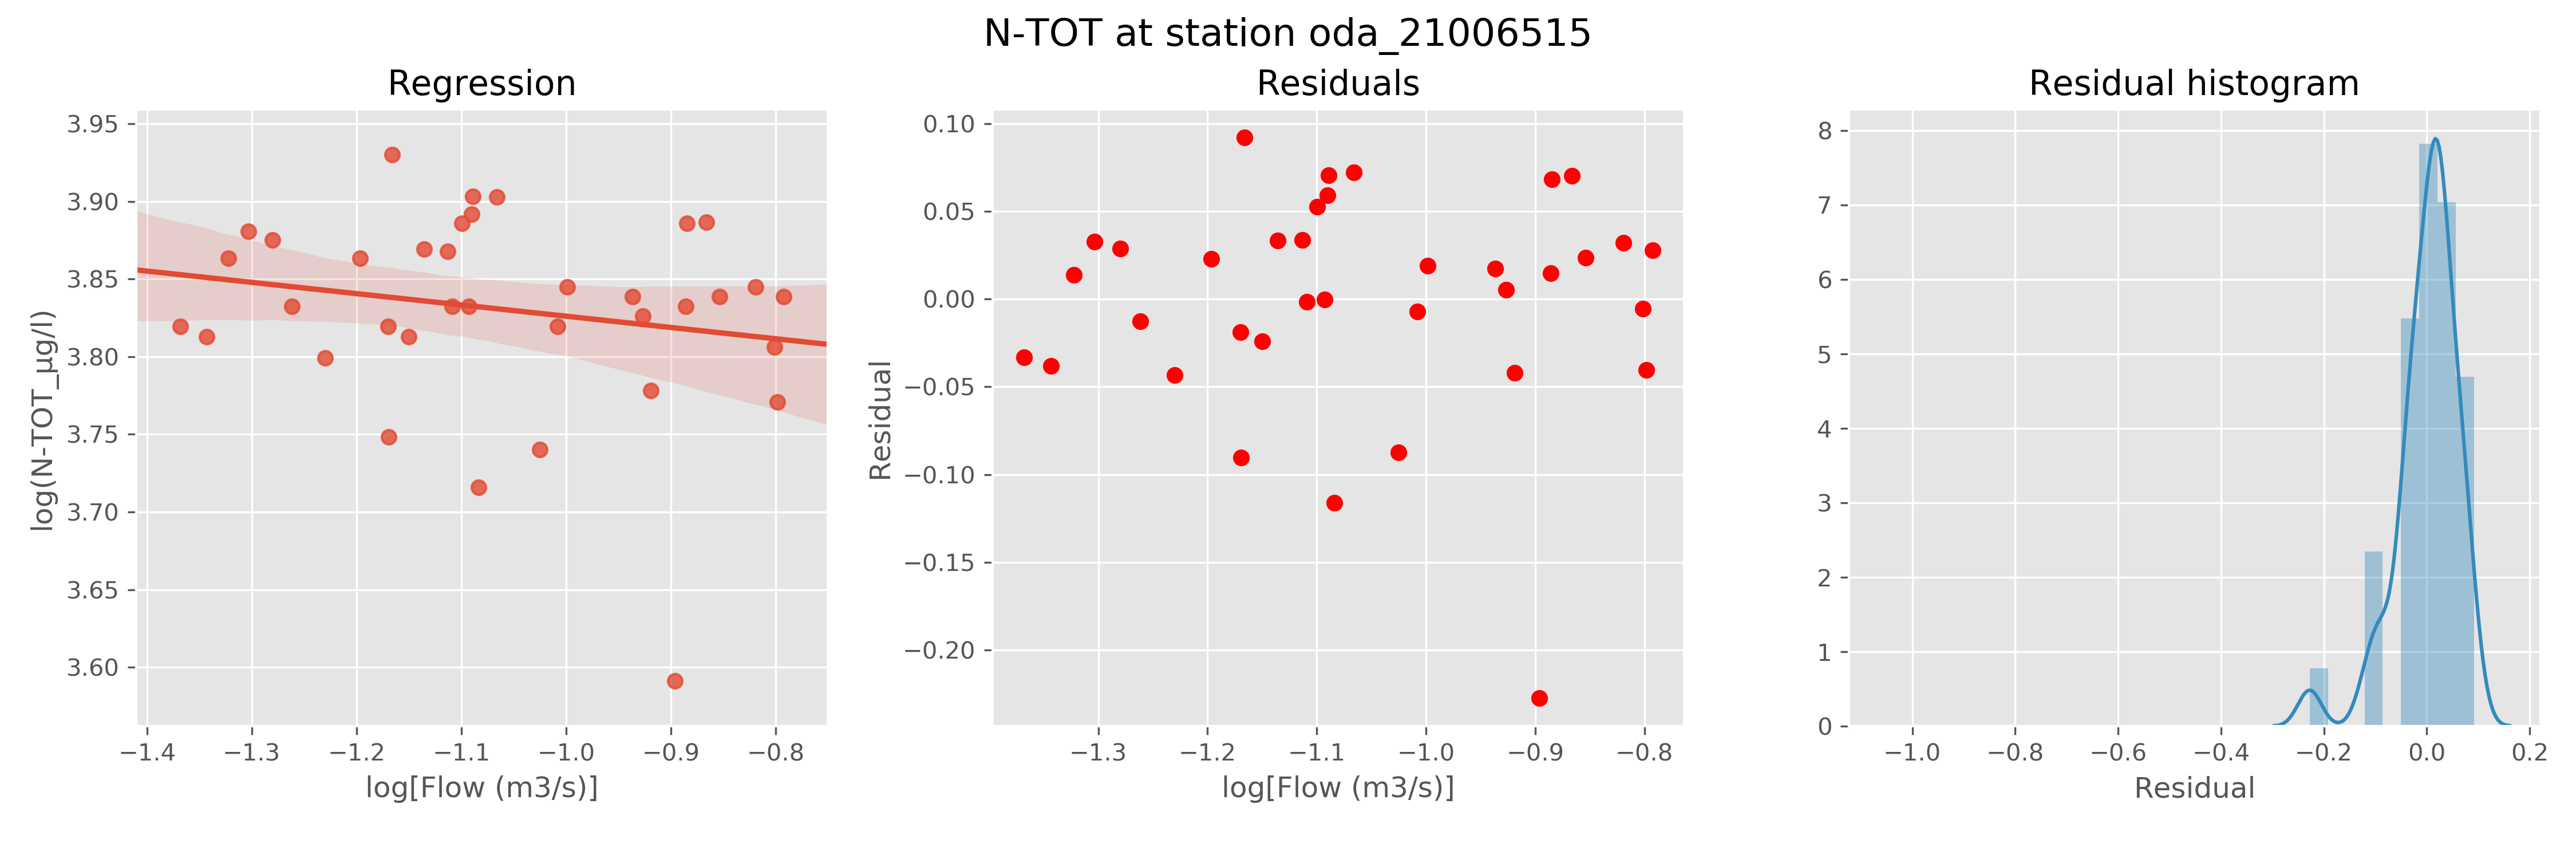 N-TOT at station oda_21006515
Regression
3.95
3.90
3.85
3.80
3.75
3.70
3.65
3.60
log(N-TOT_µg/l)
−1.4 −1.3 −1.2 −1.1 −1.0 −0.9 −0.8
log[Flow (m3/s)]
Residuals
0.10
0.05
0.00
−0.05
−0.10
−0.15
−0.20
Residual
−1.3 −1.2 −1.1 −1.0 −0.9 −0.8
log[Flow (m3/s)]
Residual histogram
8
7
6
5
4
3
2
1
0
−1.0 −0.8 −0.6 −0.4 −0.2 0.0 0.2
Residual